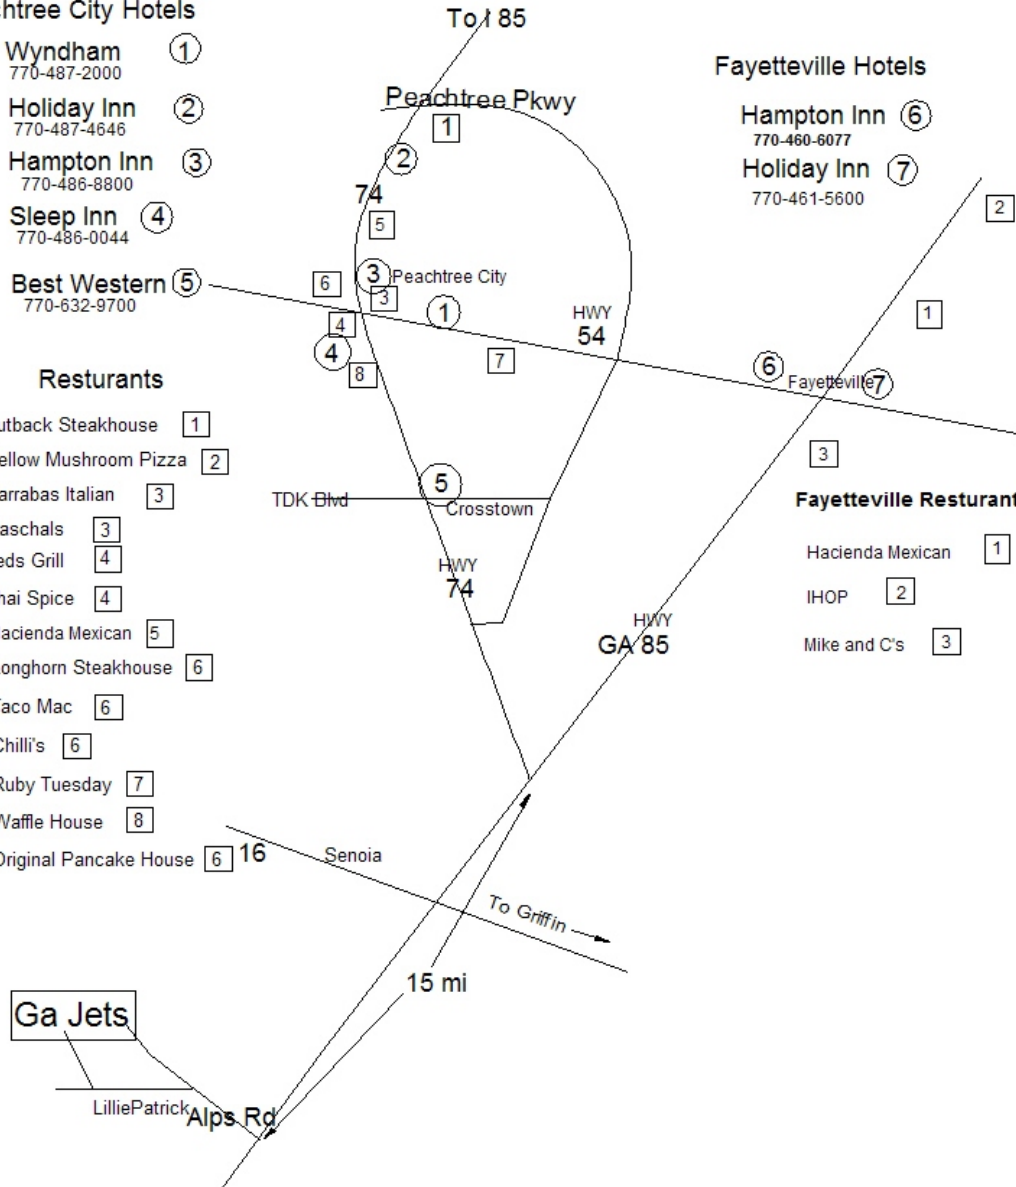 htree City Hotels
Wyndham 1
770-487-2000
Holiday Inn 2
770-487-4646
Hampton Inn 3
770-486-8800
Sleep Inn 4
770-486-0044
Best Western 5
770-632-9700
Resturants
utback Steakhouse 1
ellow Mushroom Pizza 2
arrabas Italian 3
aschals 3
eds Grill 4
hai Spice 4
acienda Mexican 5
onghorn Steakhouse 6
Taco Mac 6
Chilli's 6
Ruby Tuesday 7
Waffle House 8
Original Pancake House 6
To I 85
Peachtree Pkwy
1
2
74
5
3
Peachtree City
6
3
4
1
4
8
7
HWY
54
5
TDK Blvd
Crosstown
HWY
74
Fayetteville Hotels
Hampton Inn 6
770-460-6077
Holiday Inn 7
770-461-5600
2
1
6
Fayetteville
7
3
Fayetteville Resturant
Hacienda Mexican 1
IHOP 2
Mike and C's 3
HWY
GA 85
16
Senoia
To Griffin
15 mi
Ga Jets
LilliePatrick
Alps Rd